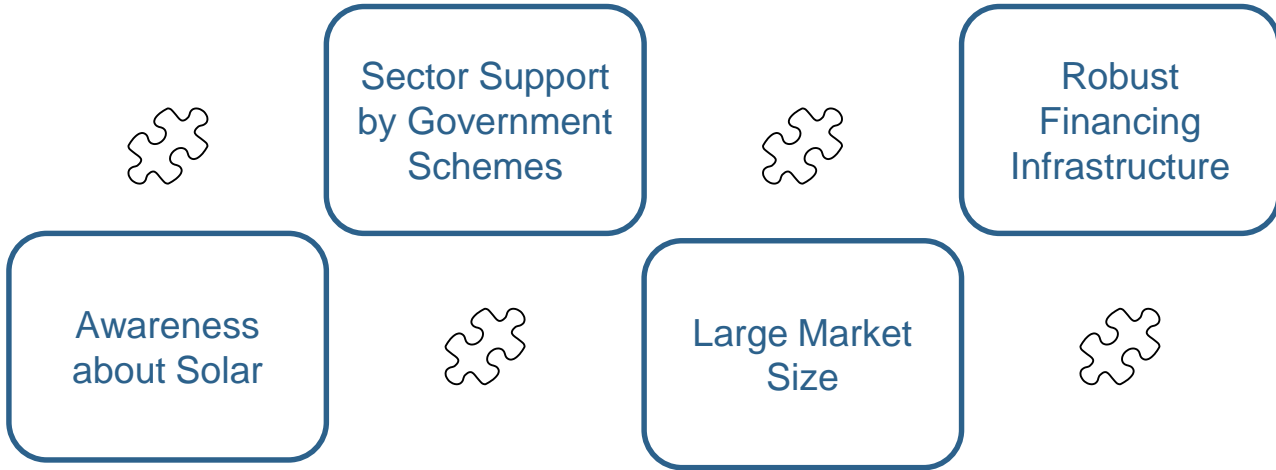 Sector Support
by Government
Schemes
Robust
Financing
Infrastructure
Awareness
about Solar
Large Market
Size